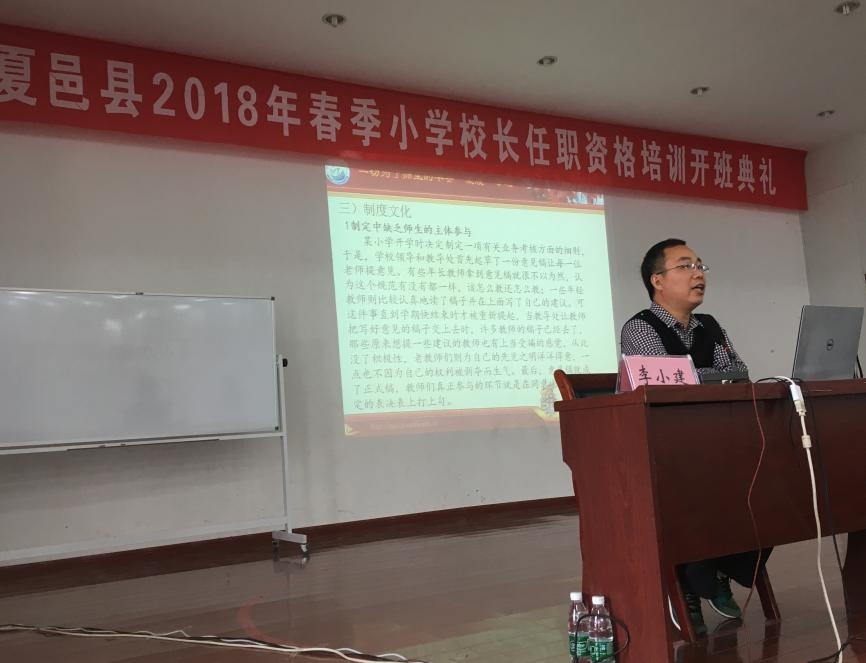 夏邑县2018年春季小学校长任职资格培训开班典礼
三）制度文化
1制定中缺乏师生的主体参与
某小学开学时决定制定一项有关业务考核方面的细则，
于是，学校领导和教导处首先起草了一份意见稿让每一位
老师提意见。有些年长教师拿到意见稿就很不以为然，认
为这个规范有没有都一样，该怎么教还怎么教；一些年轻
教师则比较认真地读了稿子并在上面写了自己的建议。可
这件事直到学期快结束时才被重新提起，当教导处让教师
把写好意见的稿子交上去时，许多教师的稿子已经丢了，
那些原来想提一些建议的教师也有上当受骗的感觉，从此
没了积极性，老教师们则为自己的先见之明洋洋得意，一
点也不因为自己的权利被剥夺而生气。最后，
了正式稿，教师们真正参与的环节就是在同意
定的表决表上打上勾。
李小建
DELL